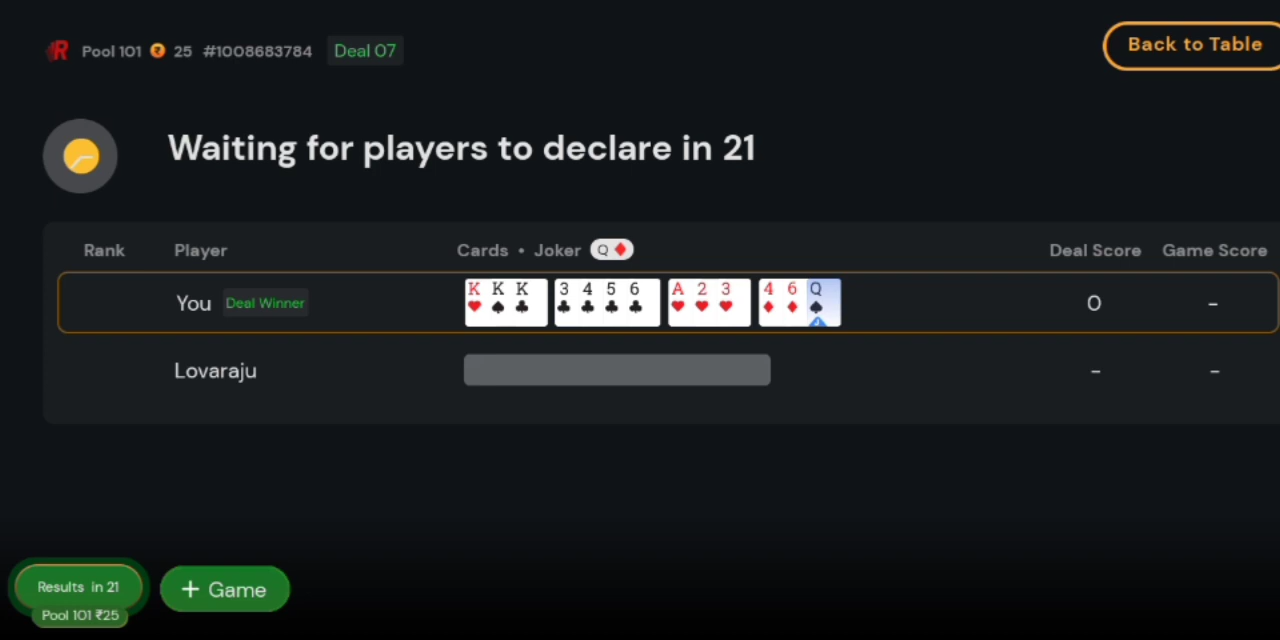 R Pool 101 ₹ 25 #1008683784 Deal 07
Back to Table
Waiting for players to declare in 21
Rank Player Cards • Joker Q♦ Deal Score Game Score
You Deal Winner K♥ K♠ K♣ 3♣ 4♣ 5♣ 6♣ A♥ 2♥ 3♥ 4♦ 6♦ Q♠ 0 -
Lovaraju - -
Results in 21
Pool 101 ₹25
+ Game